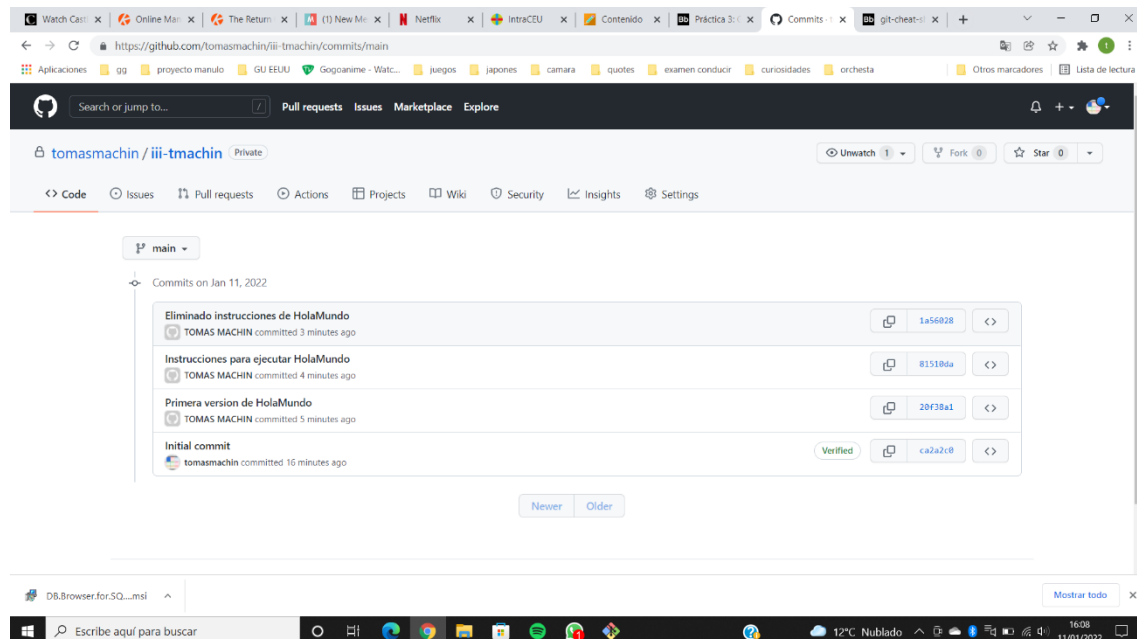 Watch Casti
Online Man
The Return
(1) New Me
Netflix
IntraCEU
Contenido
Práctica 3: C
Commits · t
git-cheat-s
https://github.com/tomasmachin/iii-tmachin/commits/main
Aplicaciones
gg
proyecto manulo
GU EEUU
Gogoanime - Watc...
juegos
japones
camara
quotes
examen conducir
curiosidades
orchesta
Otros marcadores
Lista de lectura
Search or jump to...
/
Pull requests Issues Marketplace Explore
tomasmachin / iii-tmachin Private
Unwatch 1
Fork 0
Star 0
Code
Issues
Pull requests
Actions
Projects
Wiki
Security
Insights
Settings
main
Commits on Jan 11, 2022
Eliminado instrucciones de HolaMundo
TOMAS MACHIN committed 3 minutes ago
1a56028
Instrucciones para ejecutar HolaMundo
TOMAS MACHIN committed 4 minutes ago
81510da
Primera version de HolaMundo
TOMAS MACHIN committed 5 minutes ago
20f38a1
Initial commit
tomasmachin committed 16 minutes ago
Verified
ca2a2c0
Newer Older
DB.Browser.for.SQ....msi
Mostrar todo
Escribe aquí para buscar
12°C Nublado
16:08
11/01/2022